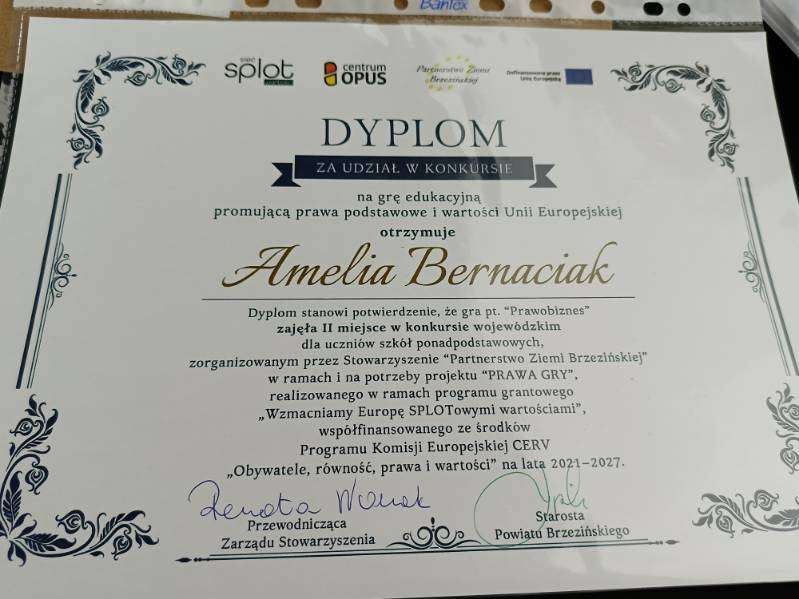 Bantex
sieć
splot
centrum
OPUS
Partnerstwo Ziemi
Brzezińskiej
Dofinansowane przez
Unię Europejską
DYPLOM
ZA UDZIAŁ W KONKURSIE
na grę edukacyjną
promującą prawa podstawowe i wartości Unii Europejskiej
otrzymuje
Amelia Bernaciak
Dyplom stanowi potwierdzenie, że gra pt. “Prawobiznes”
zajęła II miejsce w konkursie wojewódzkim
dla uczniów szkół ponadpodstawowych,
zorganizowanym przez Stowarzyszenie “Partnerstwo Ziemi Brzezińskiej”
w ramach i na potrzeby projektu “PRAWA GRY”,
realizowanego w ramach programu grantowego
„Wzmacniamy Europę SPLOTowymi wartościami”,
współfinansowanego ze środków
Programu Komisji Europejskiej CERV
„Obywatele, równość, prawa i wartości” na lata 2021–2027.
Renata
Przewodnicząca
Zarządu Stowarzyszenia
Starosta
Powiatu Brzezińskiego